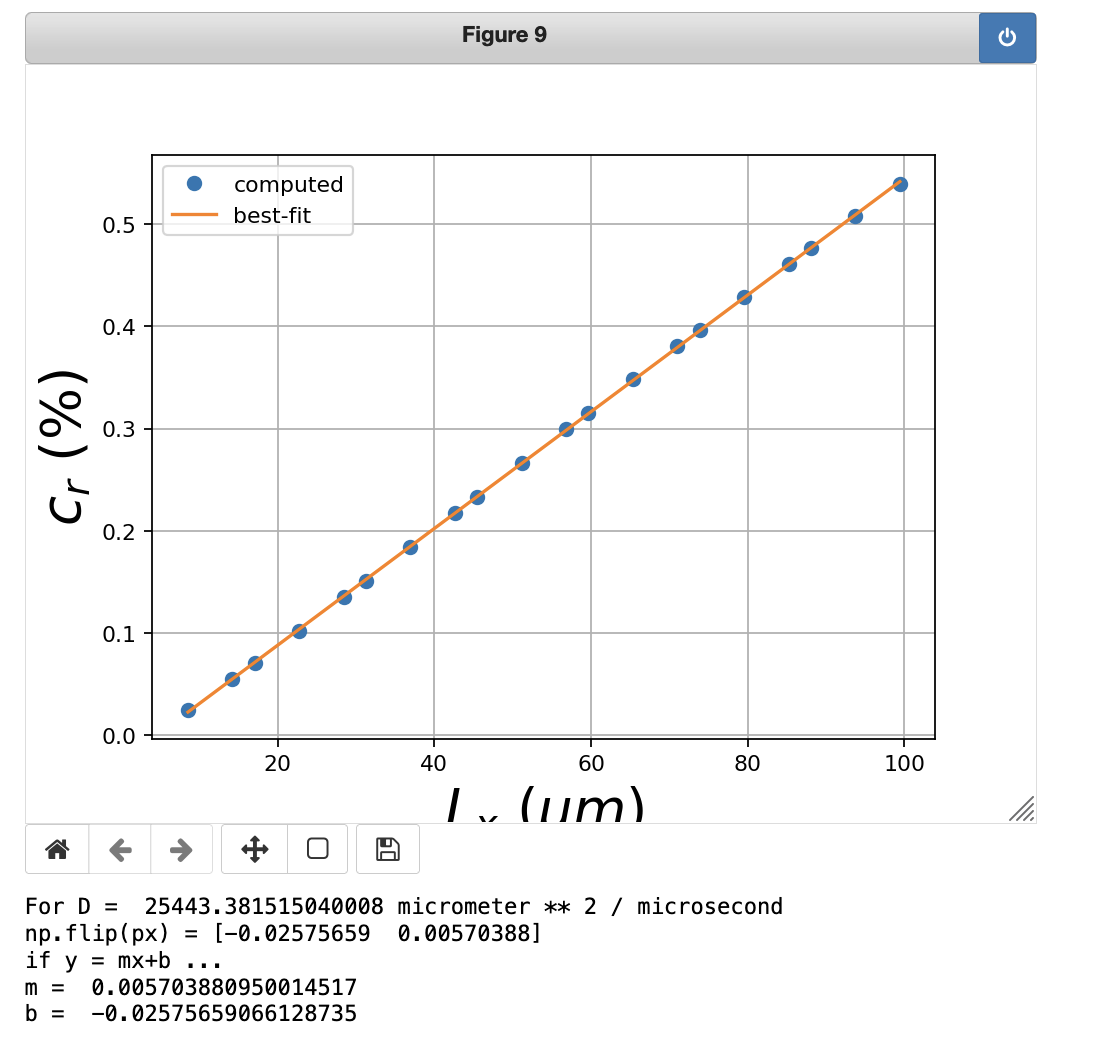 Figure 9
computed
best-fit
0.5
0.4
0.3
0.2
0.1
0.0
c_r (%)
20 40 60 80 100
(um)
For D =  25443.381515040008 micrometer ** 2 / microsecond
np.flip(px) = [-0.02575659  0.00570388]
if y = mx+b ...
m =  0.005703880950014517
b =  -0.02575659066128735